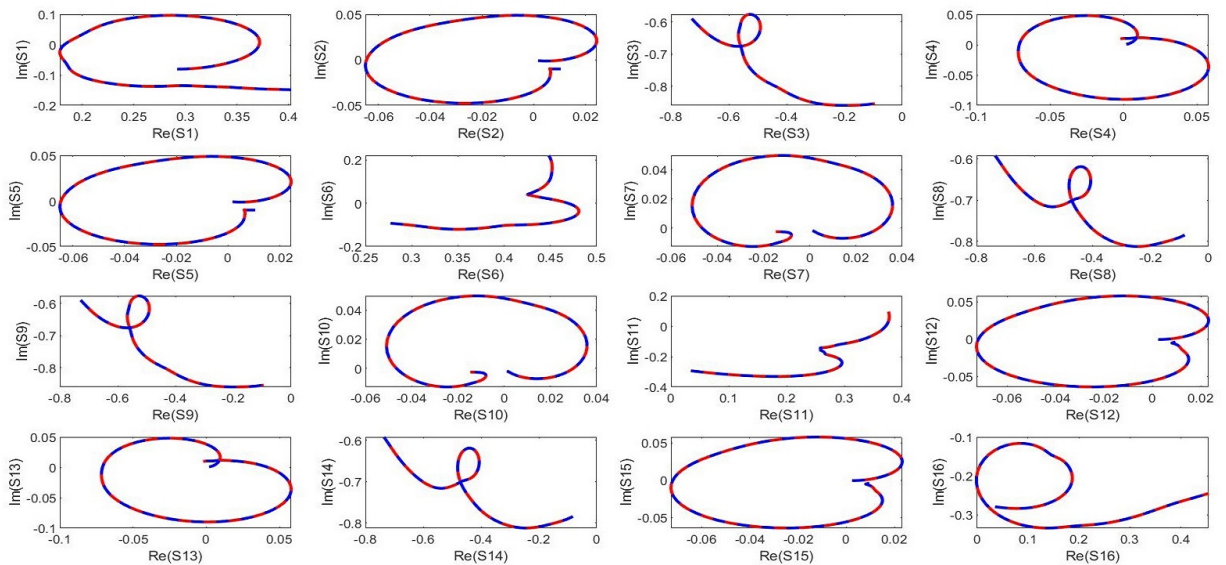 0.1
0
-0.1
-0.2
Im(S1)
0.2 0.25 0.3 0.35 0.4
Re(S1)
0.05
0
-0.05
Im(S2)
-0.06 -0.04 -0.02 0 0.02
Re(S2)
-0.6
-0.7
-0.8
Im(S3)
-0.8 -0.6 -0.4 -0.2 0
Re(S3)
0.05
0
-0.05
-0.1
Im(S4)
-0.05 0 0.05
Re(S4)
0.05
0
-0.05
Im(S5)
-0.06 -0.04 -0.02 0 0.02
Re(S5)
0.2
0
-0.2
Im(S6)
0.25 0.3 0.35 0.4 0.45 0.5
Re(S6)
0.04
0.02
0
Im(S7)
-0.06 -0.04 -0.02 0 0.02 0.04
Re(S7)
-0.6
-0.7
-0.8
Im(S8)
-0.8 -0.6 -0.4 -0.2 0
Re(S8)
-0.6
-0.7
-0.8
Im(S9)
-0.8 -0.6 -0.4 -0.2 0
Re(S9)
0.04
0.02
0
Im(S10)
-0.06 -0.04 -0.02 0 0.02 0.04
Re(S10)
0.2
0
-0.2
-0.4
Im(S11)
0 0.1 0.2 0.3 0.4
Re(S11)
0.05
0
-0.05
Im(S12)
-0.06 -0.04 -0.02 0 0.02
Re(S12)
0.05
0
-0.05
-0.1
Im(S13)
-0.1 -0.05 0 0.05
Re(S13)
-0.6
-0.7
-0.8
Im(S14)
-0.8 -0.6 -0.4 -0.2 0
Re(S14)
0.05
0
-0.05
Im(S15)
-0.06 -0.04 -0.02 0 0.02
Re(S15)
-0.1
-0.2
-0.3
Im(S16)
0 0.1 0.2 0.3 0.4
Re(S16)